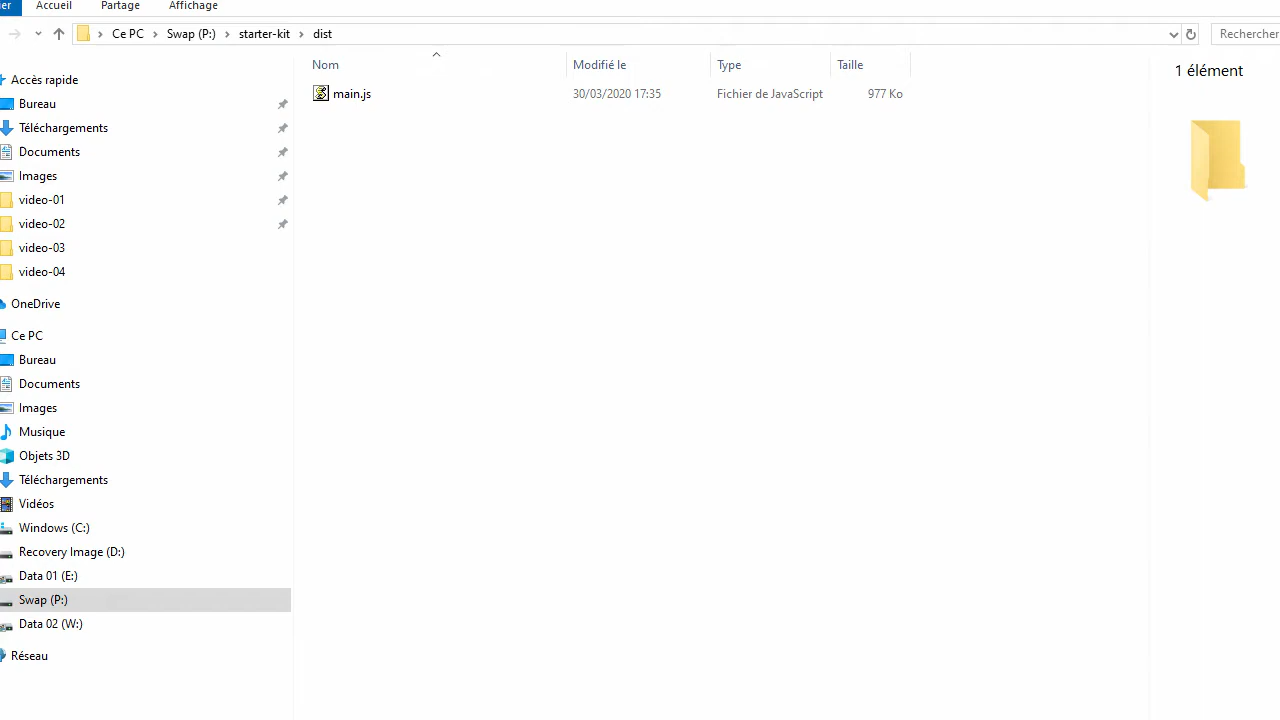 er Accueil Partage Affichage
Ce PC Swap (P:) starter-kit dist
Rechercher
Nom Modifié le Type Taille
main.js 30/03/2020 17:35 Fichier de JavaScript 977 Ko
1 élément
Accès rapide
Bureau
Téléchargements
Documents
Images
video-01
video-02
video-03
video-04
OneDrive
Ce PC
Bureau
Documents
Images
Musique
Objets 3D
Téléchargements
Vidéos
Windows (C:)
Recovery Image (D:)
Data 01 (E:)
Swap (P:)
Data 02 (W:)
Réseau